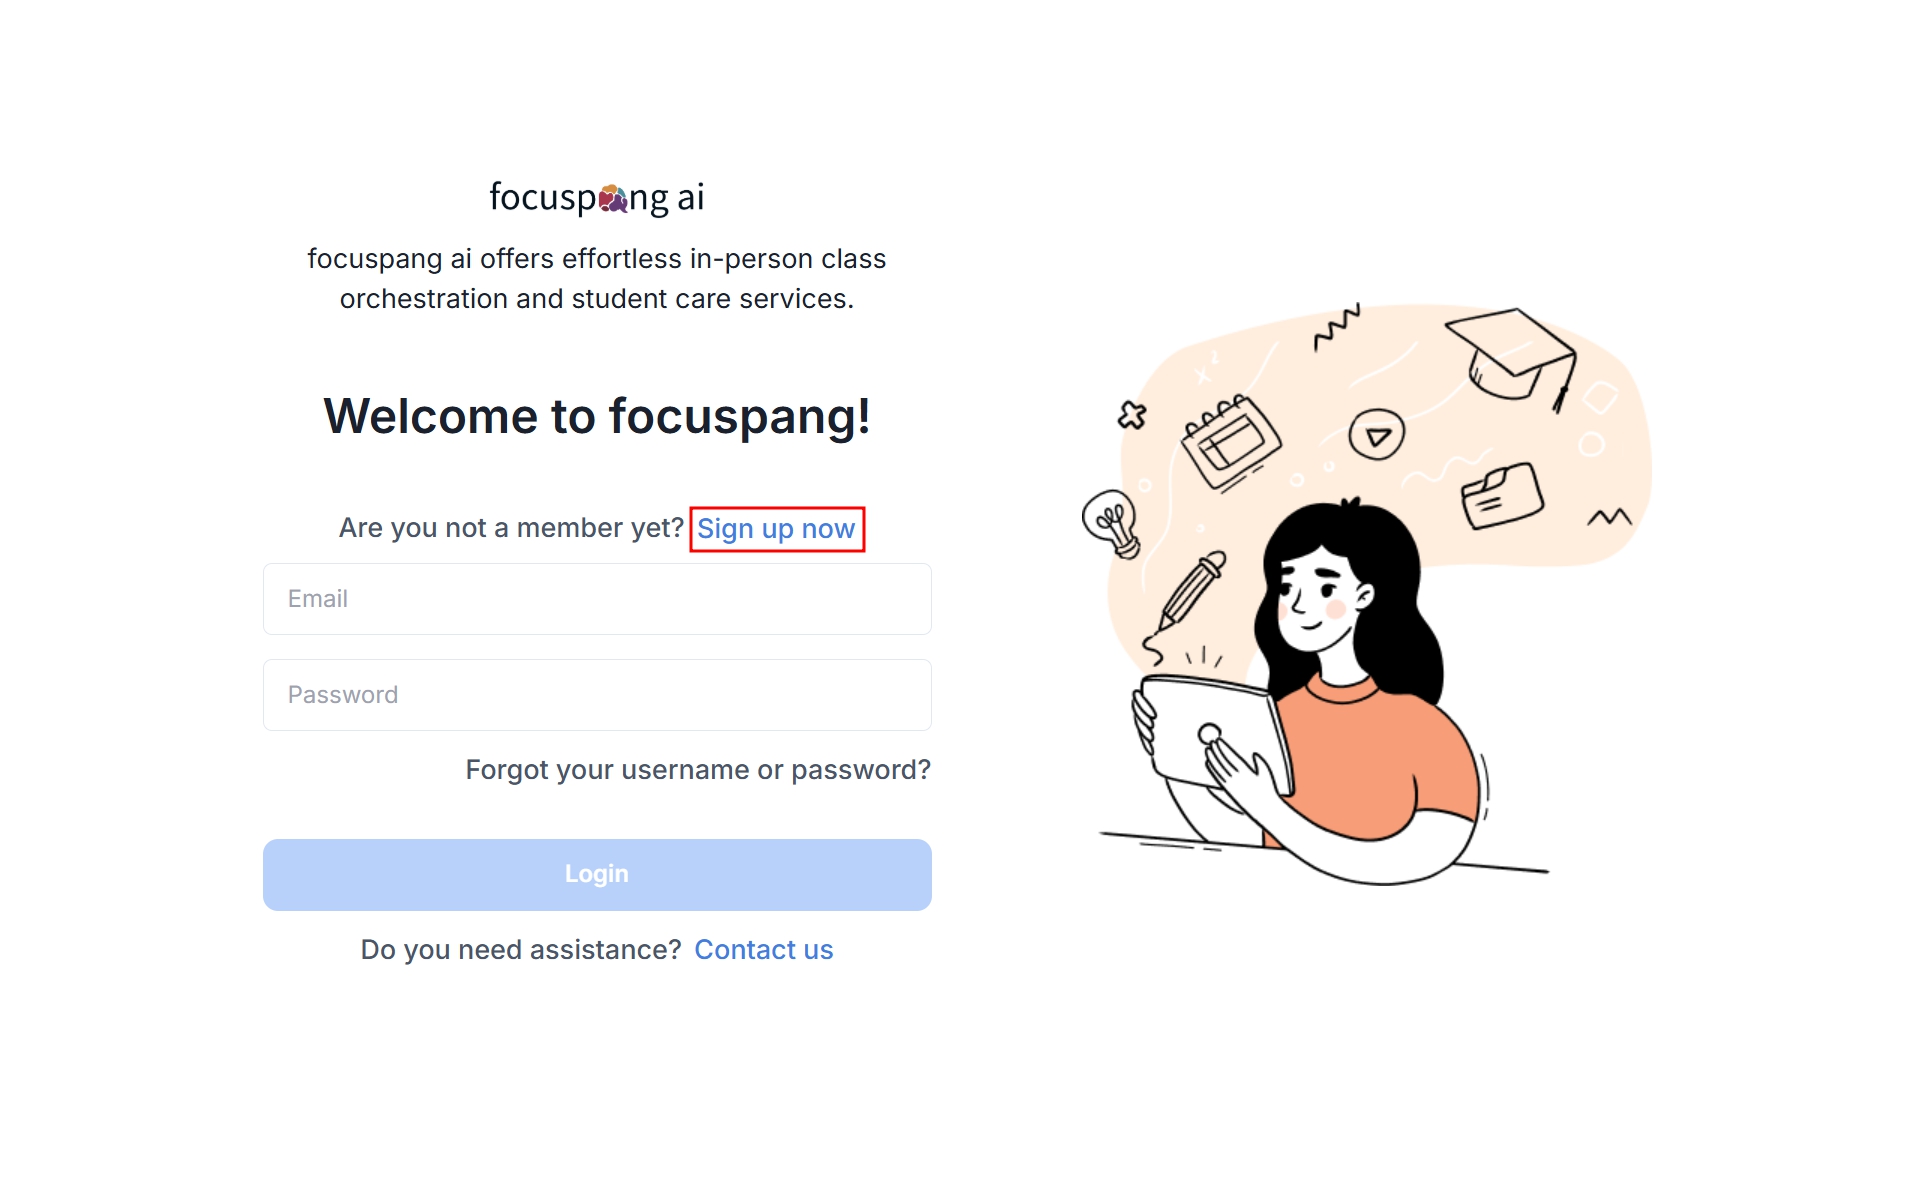 focuspang ai
focuspang ai offers effortless in-person class
orchestration and student care services.
Welcome to focuspang!
Are you not a member yet? Sign up now
Email
Password
Forgot your username or password?
Login
Do you need assistance? Contact us